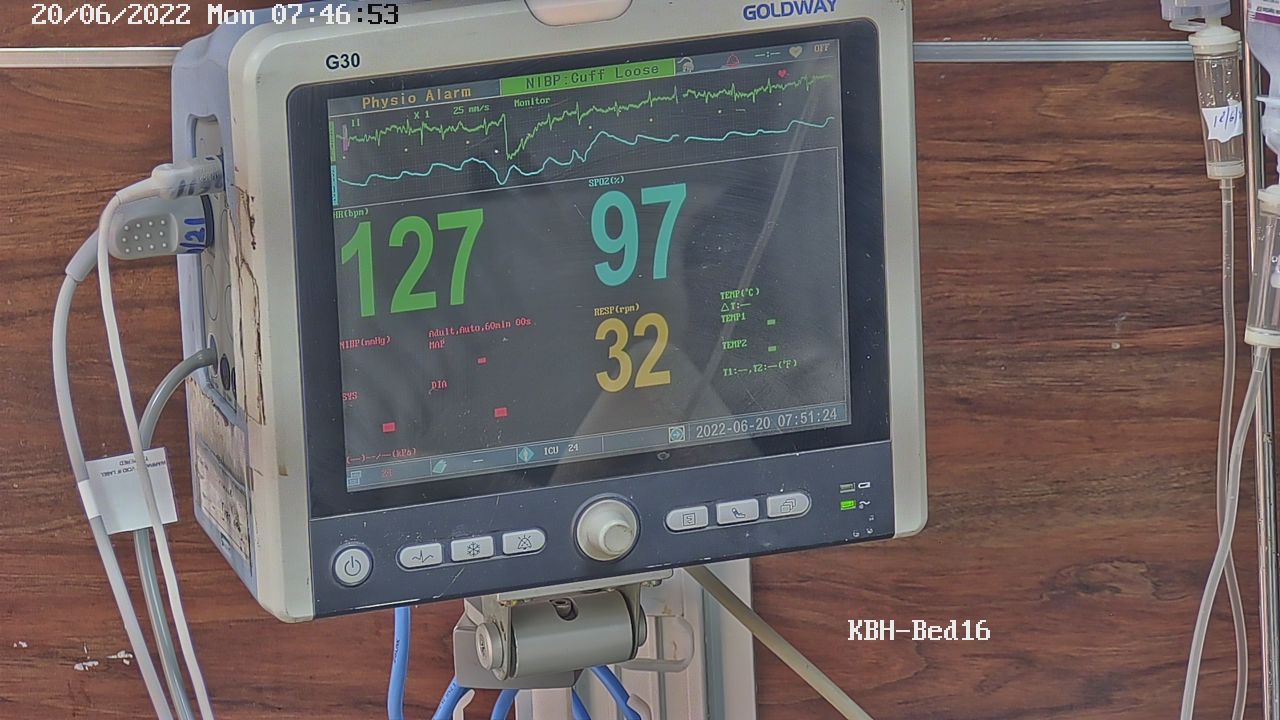 20/06/2022 Mon 07:46:53
GOLDWAY
G30
Physio Alarm
NIBP:Cuff Loose
--:--
OFF
II
X 1
25 mm/s
Monitor
HR(bpm)
127
SPO2(%)
97
NIBP(mmHg)
Adult,Auto,60min 00s
MAP
SYS
DIA
(--)--/--(kPa)
RESP(rpm)
32
TEMP(°C)
△T:--
TEMP1
TEMP2
T1:--,T2:--(°F)
ICU 24
2022-06-20 07:51:24
KBH-Bed16